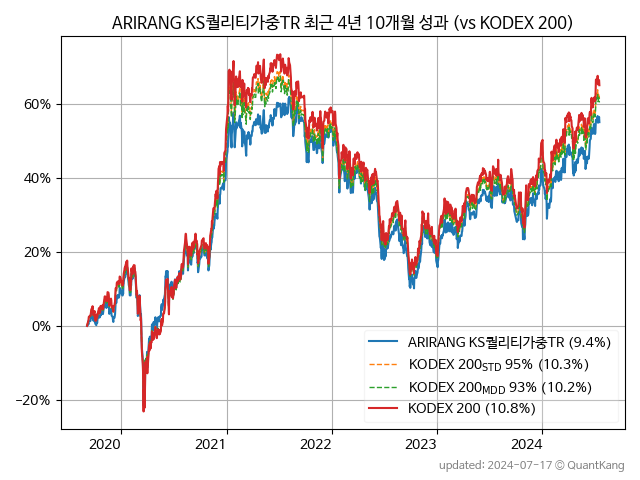 ARIRANG KS퀄리티가중TR 최근 4년 10개월 성과 (vs KODEX 200)
60%
40%
20%
0%
−20%
ARIRANG KS퀄리티가중TR (9.4%)
KODEX 200STD 95% (10.3%)
KODEX 200MDD 93% (10.2%)
KODEX 200 (10.8%)
2020 2021 2022 2023 2024
updated: 2024-07-17 © QuantKang